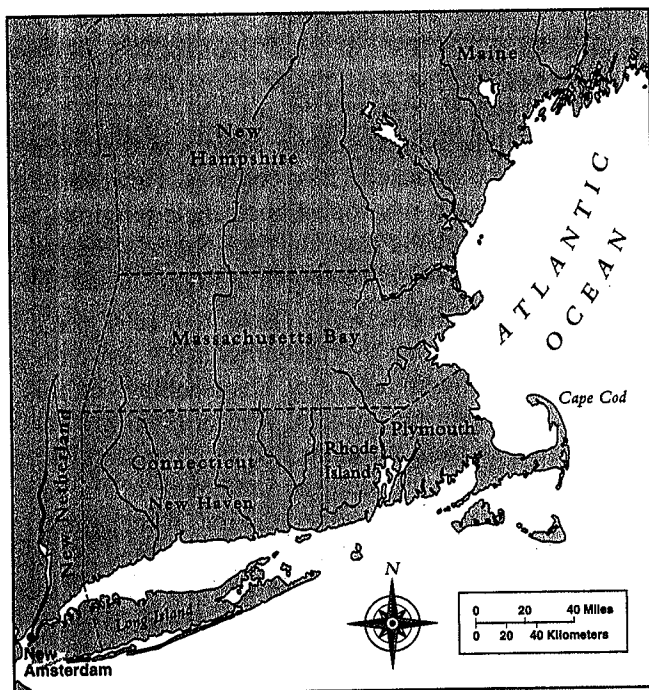 Maine
New
Hampshire
ATLANTIC
OCEAN
Massachusetts Bay
Cape Cod
New Netherland
Connecticut
New Haven
Rhode
Island
Plymouth
Long Island
New
Amsterdam
N
0 20 40 Miles
0 20 40 Kilometers